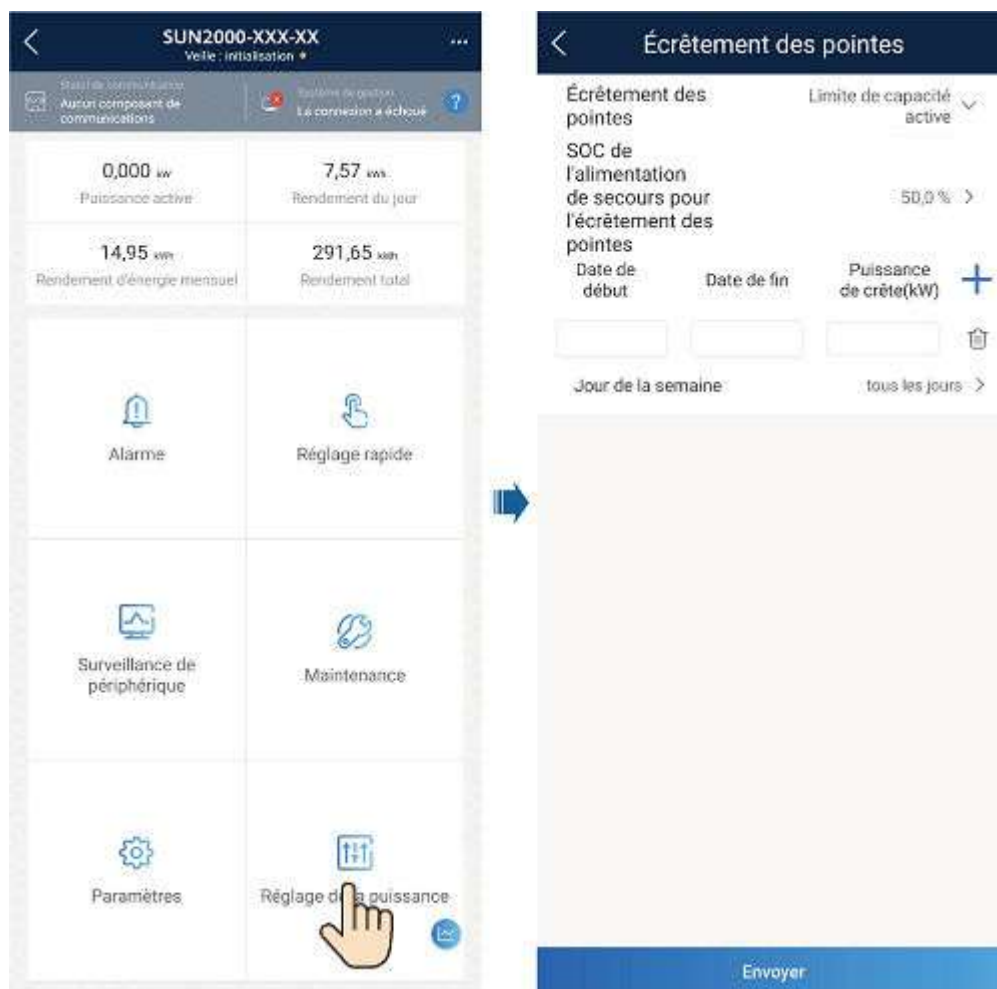 SUN2000-XXX-XX
Veille : initialisation
Aucun composant de
communications
Système de gestion
La connexion a échoué
?
0,000 kW
Puissance active
7,57 kWh
Rendement du jour
14,95 kWh
Rendement d'énergie mensuel
291,65 kWh
Rendement total
Alarme
Réglage rapide
Surveillance de
périphérique
Maintenance
Paramètres
Réglage de la puissance
Écrêtement des pointes
Écrêtement des
pointes
Limite de capacité
active
SOC de
l'alimentation
de secours pour
l'écrêtement des
pointes
50,0 %
Date de
début
Date de fin
Puissance
de crête(kW)
Jour de la semaine
tous les jours
Envoyer